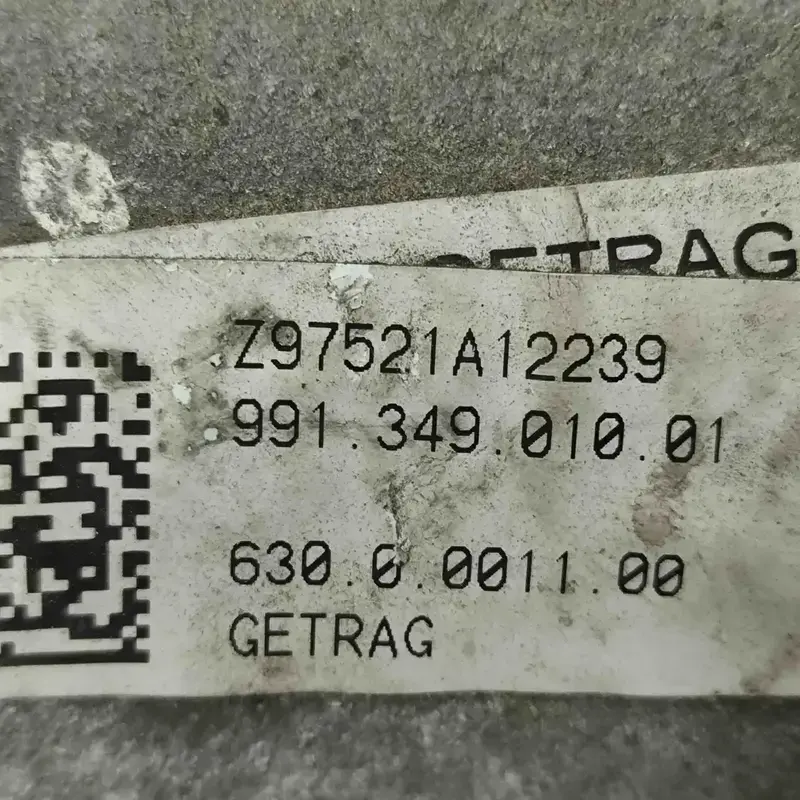 GETRAG
Z97521A12239
991.349.010.01
630.0.0011.00
GETRAG